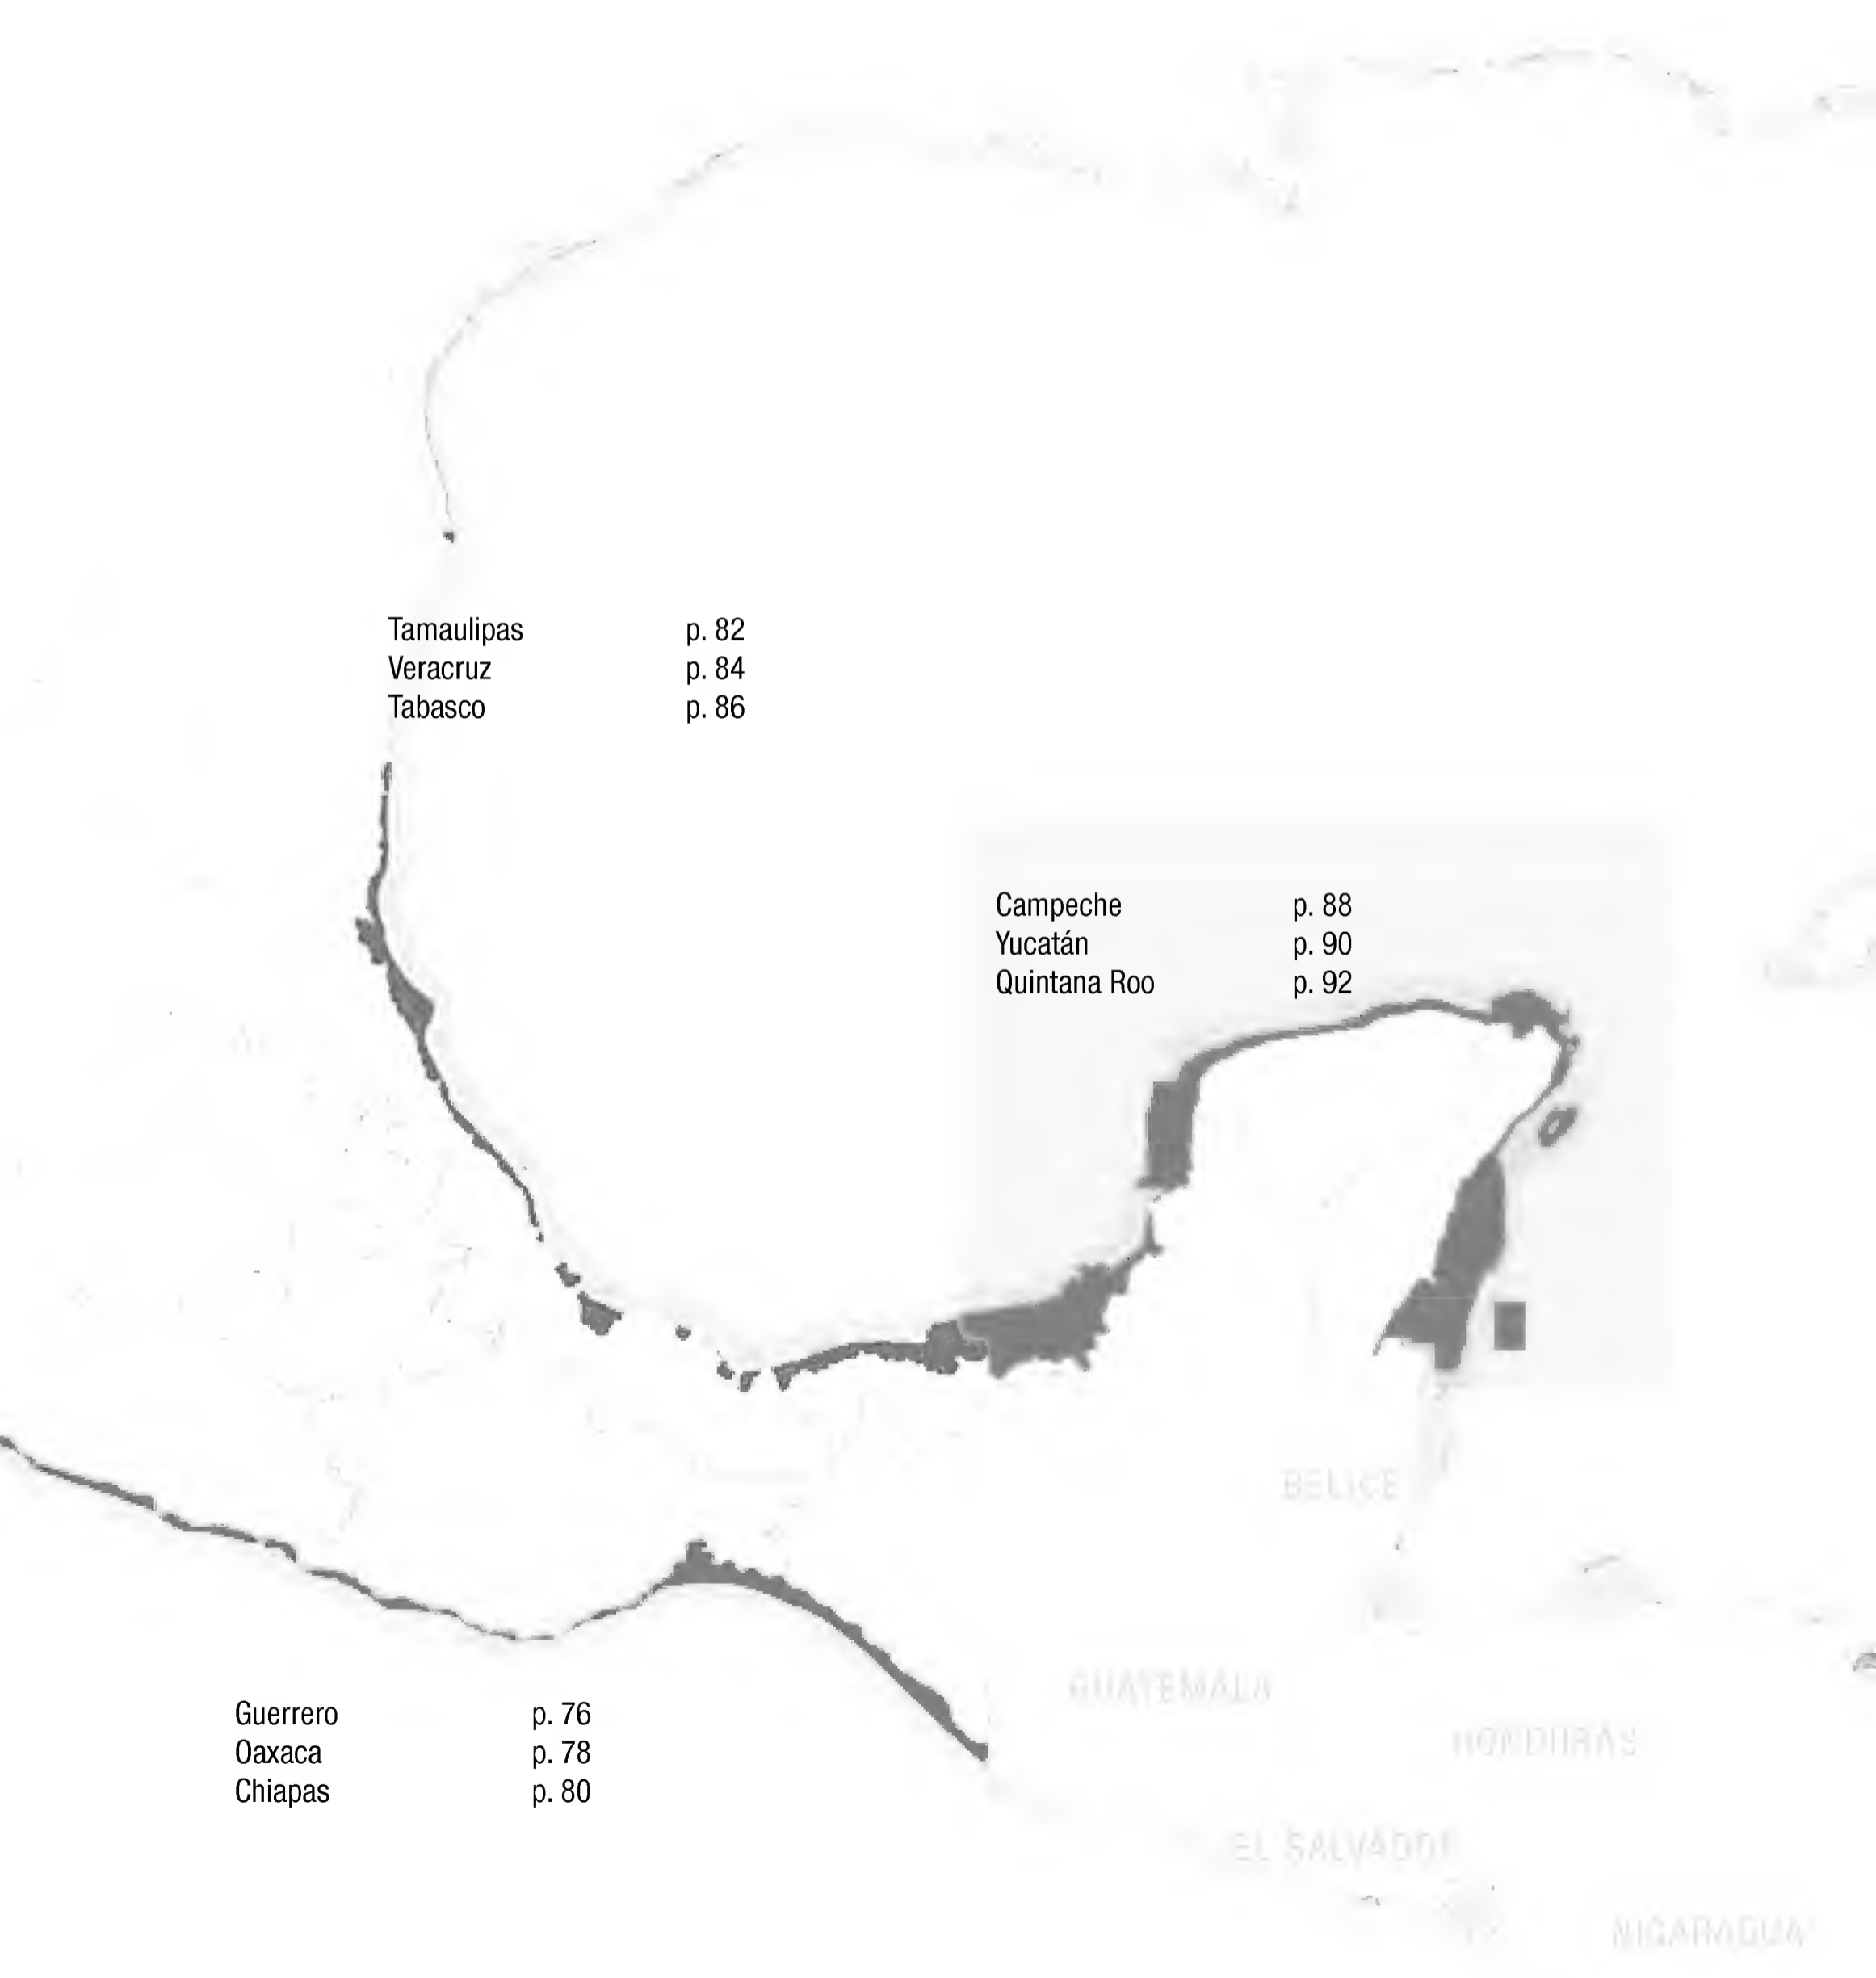 Tamaulipas p. 82
Veracruz p. 84
Tabasco p. 86
Campeche p. 88
Yucatán p. 90
Quintana Roo p. 92
BELICE
GUATEMALA
Guerrero p. 76
HONDURAS
Oaxaca p. 78
Chiapas p. 80
EL SALVADOR
NICARAGUA